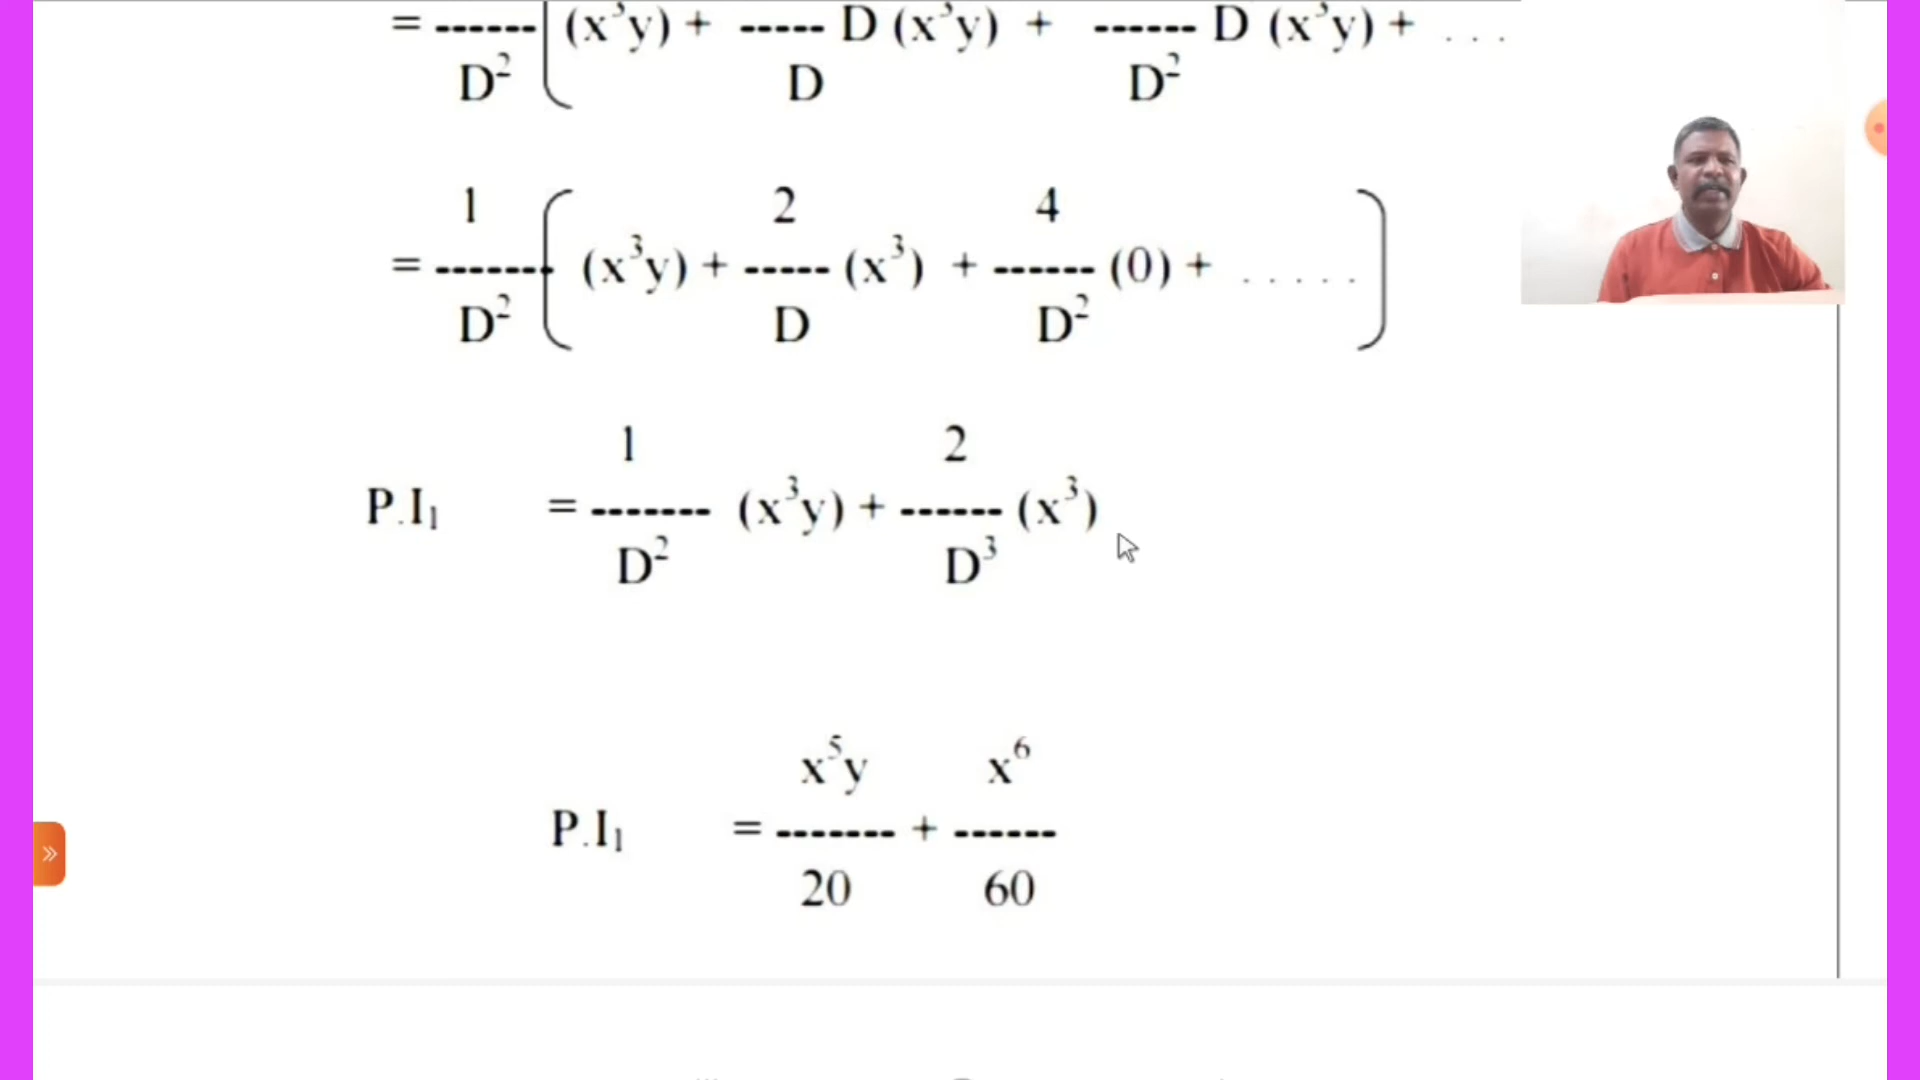 = ------ (x³y) + ----- D (x³y) + ------ D (x³y) + . . .
D² D D²
1 2 4
= ------- (x³y) + ----- (x³) + ------ (0) + . . . . .
D² D D²
1 2
P.I₁ = ------- (x³y) + ------ (x³)
D² D³
x⁵y x⁶
P.I₁ = ------- + ------
20 60